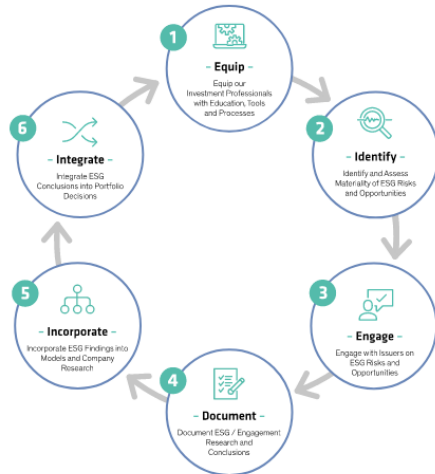 1
- Equip -
Equip our
Investment Professionals
with Education, Tools
and Processes
2
- Identify -
Identify and Assess
Materiality of ESG Risks
and Opportunities
3
- Engage -
Engage with Issuers on
ESG Risks and
Opportunities
4
- Document -
Document ESG / Engagement
Research and
Conclusions
5
- Incorporate -
Incorporate ESG Findings into
Models and Company
Research
6
- Integrate -
Integrate ESG
Conclusions into Portfolio
Decisions